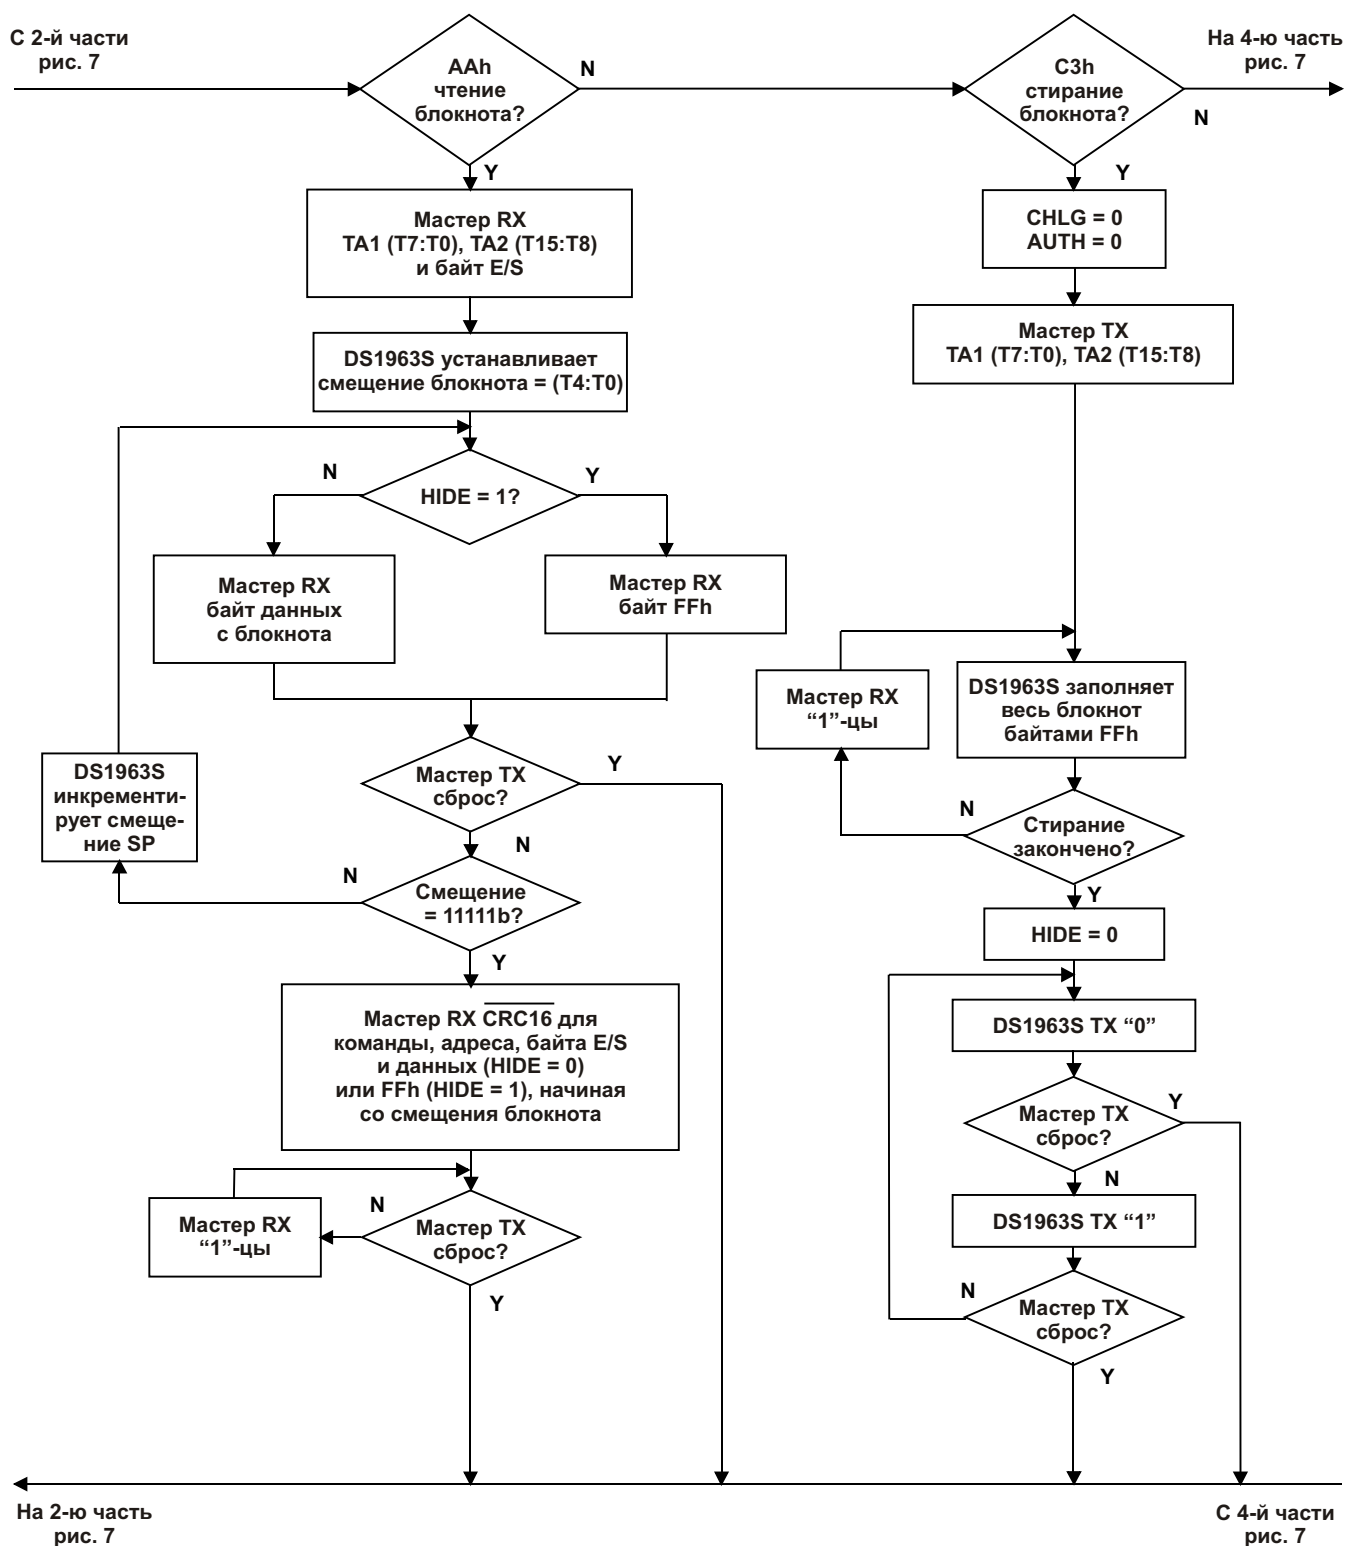 С 2-й части
рис. 7
AAh
чтение
блокнота?
N
C3h
стирание
блокнота?
На 4-ю часть
рис. 7
N
Y
Y
Мастер RX
TA1 (T7:T0), TA2 (T15:T8)
и байт E/S
CHLG = 0
AUTH = 0
DS1963S устанавливает
смещение блокнота = (T4:T0)
Мастер TX
TA1 (T7:T0), TA2 (T15:T8)
N
HIDE = 1?
Y
Мастер RX
байт данных
с блокнота
Мастер RX
байт FFh
Мастер RX
“1”-цы
DS1963S заполняет
весь блокнот
байтами FFh
DS1963S
инкременти-
рует смеще-
ние SP
Мастер TX
сброс?
Y
N
N
Стирание
закончено?
Y
N
Смещение
= 11111b?
Y
HIDE = 0
Мастер RX CRC16 для
команды, адреса, байта E/S
и данных (HIDE = 0)
или FFh (HIDE = 1), начиная
со смещения блокнота
DS1963S TX “0”
Мастер TX
сброс?
Y
N
Мастер RX
“1”-цы
N
Мастер TX
сброс?
Y
DS1963S TX “1”
N
Мастер TX
сброс?
Y
На 2-ю часть
рис. 7
С 4-й части
рис. 7